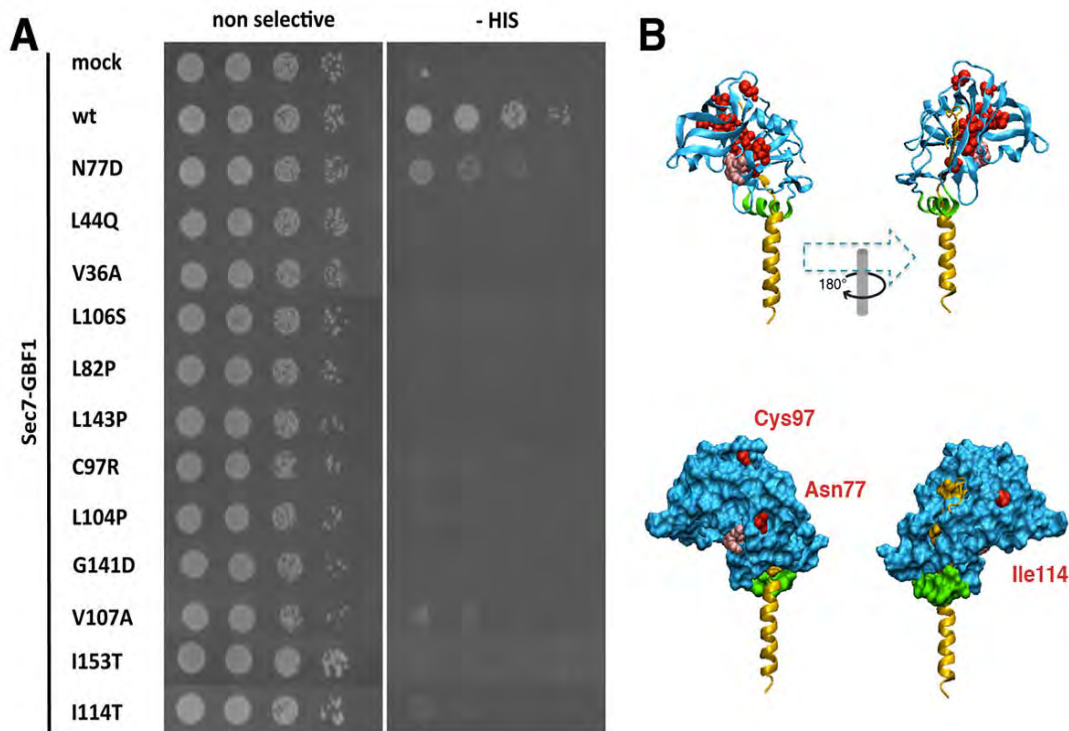 A
non selective
- HIS
B
Sec7-GBF1
mock
wt
N77D
L44Q
V36A
L106S
L82P
L143P
C97R
L104P
G141D
V107A
I153T
I114T
180°
Cys97
Asn77
Ile114